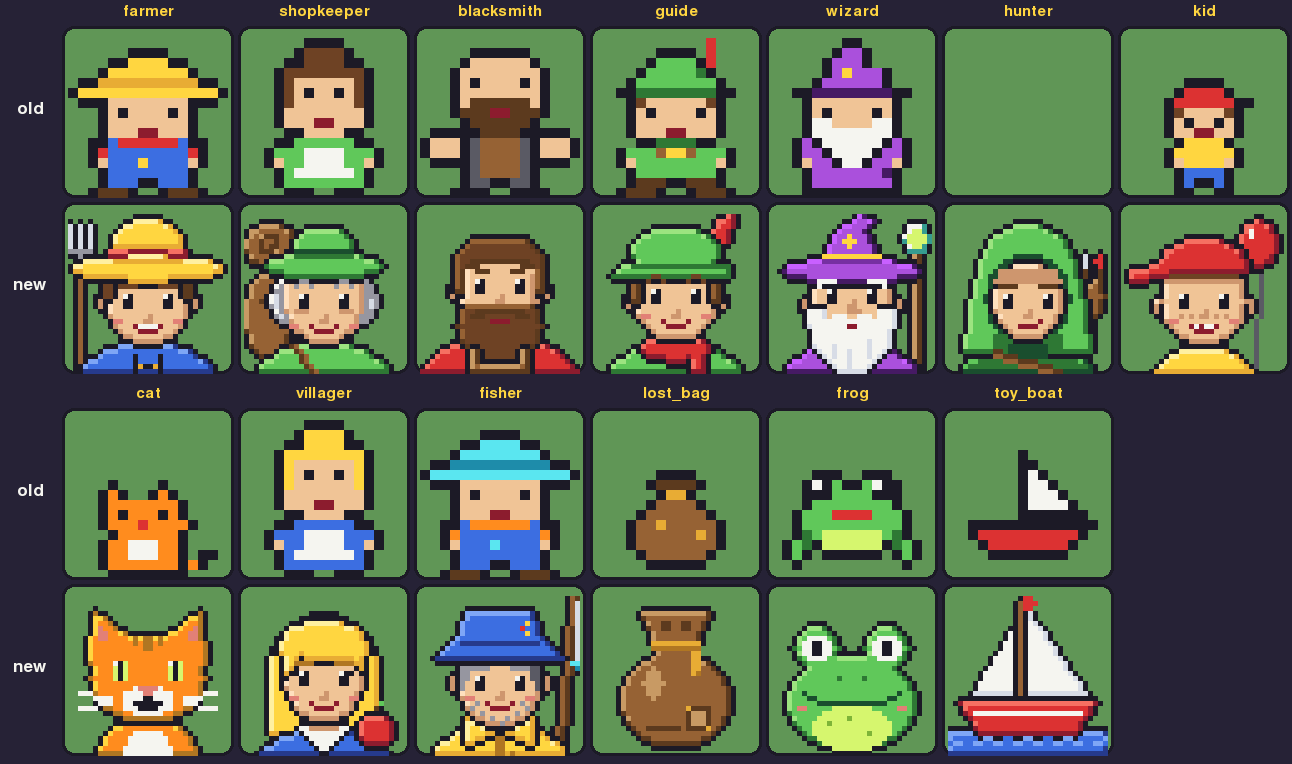 farmer shopkeeper blacksmith guide wizard hunter kid
old
new
cat villager fisher lost_bag frog toy_boat
old
new